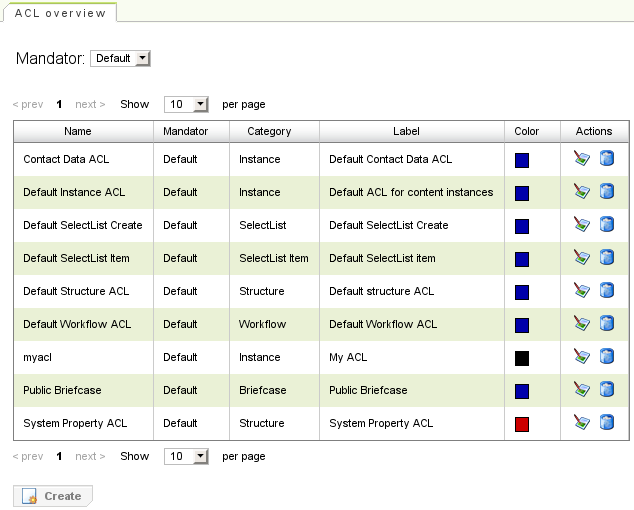 ACL overview
Mandator: Default
< prev 1 next > Show 10 per page
Name Mandator Category Label Color Actions
Contact Data ACL Default Instance Default Contact Data ACL
Default Instance ACL Default Instance Default ACL for content instances
Default SelectList Create Default SelectList Default SelectList Create
Default SelectList Item Default SelectList Item Default SelectList item
Default Structure ACL Default Structure Default structure ACL
Default Workflow ACL Default Workflow Default Workflow ACL
myacl Default Instance My ACL
Public Briefcase Default Briefcase Public Briefcase
System Property ACL Default Structure System Property ACL
< prev 1 next > Show 10 per page
Create